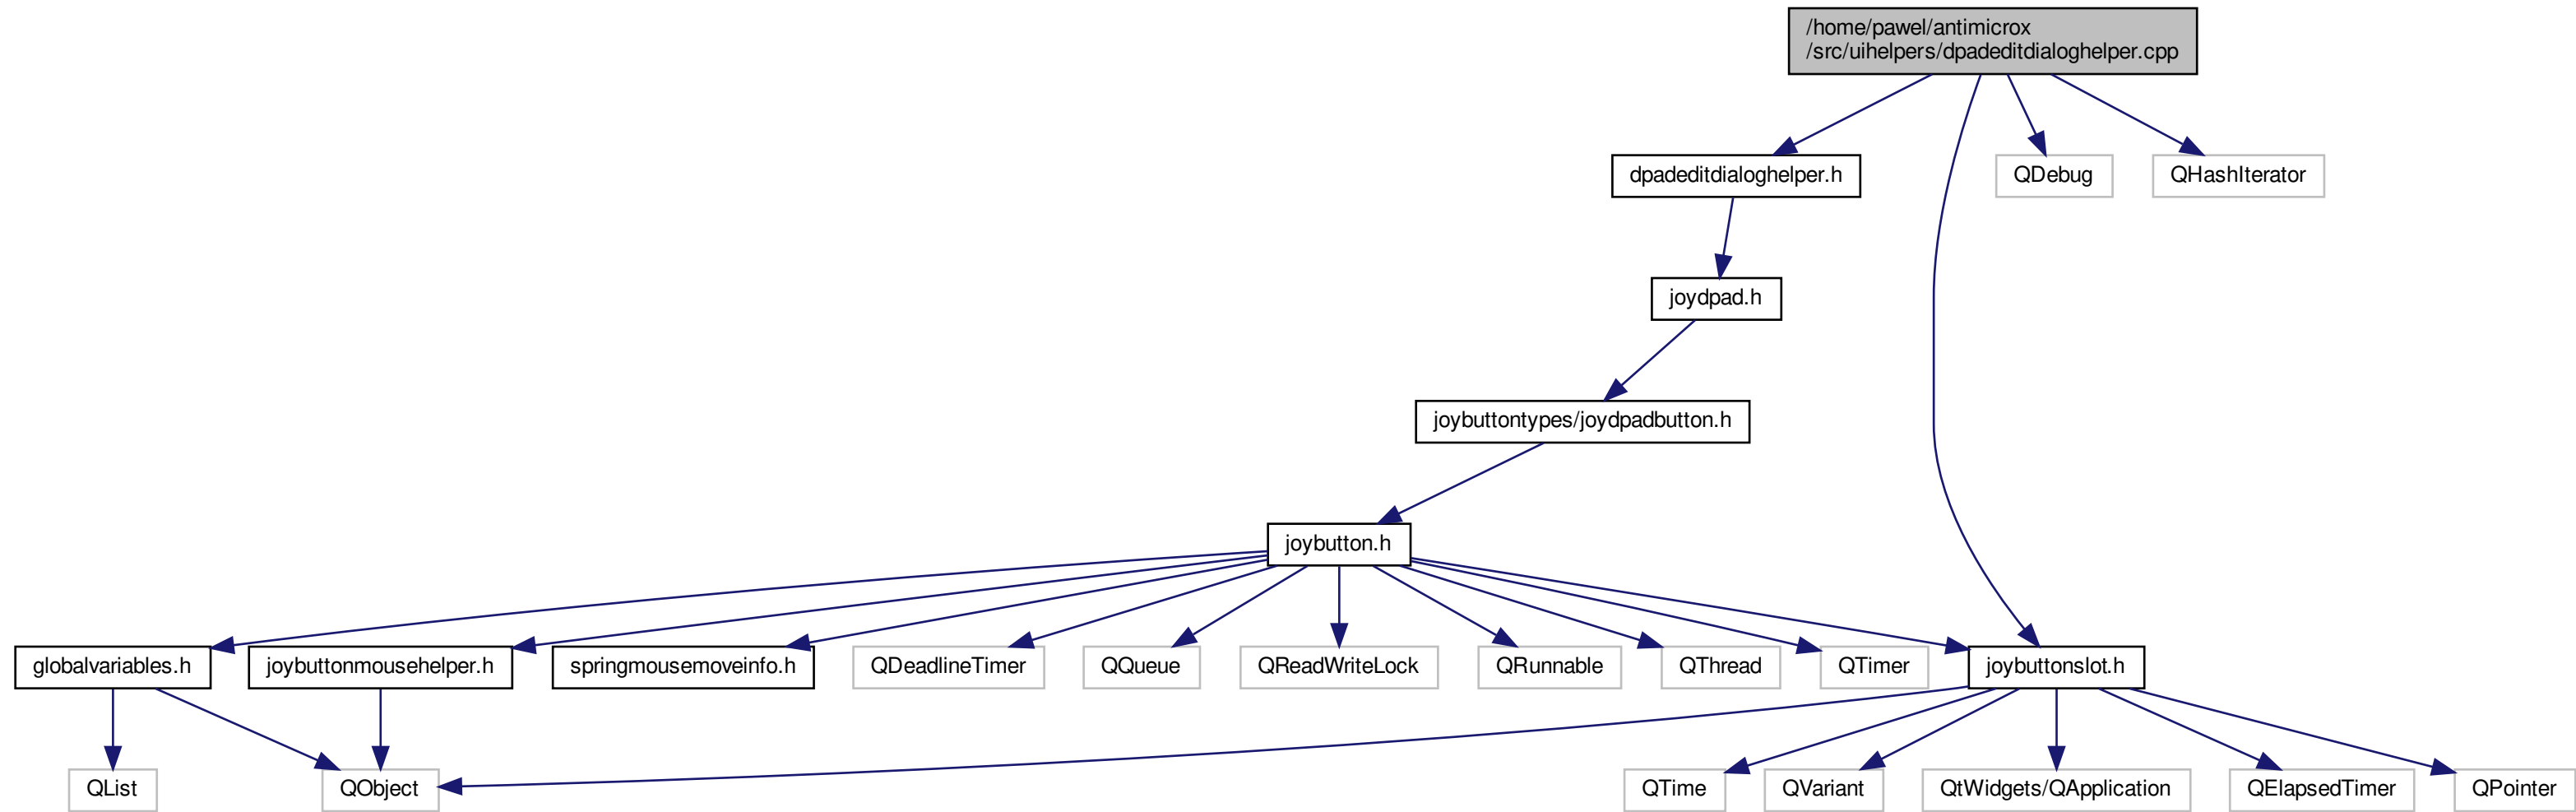 /home/pawel/antimicrox
/src/uihelpers/dpadeditdialoghelper.cpp
dpadeditdialoghelper.h
QDebug
QHashIterator
joydpad.h
joybuttontypes/joydpadbutton.h
joybutton.h
globalvariables.h
joybuttonmousehelper.h
springmousemoveinfo.h
QDeadlineTimer
QQueue
QReadWriteLock
QRunnable
QThread
QTimer
joybuttonslot.h
QList
QObject
QTime
QVariant
QtWidgets/QApplication
QElapsedTimer
QPointer